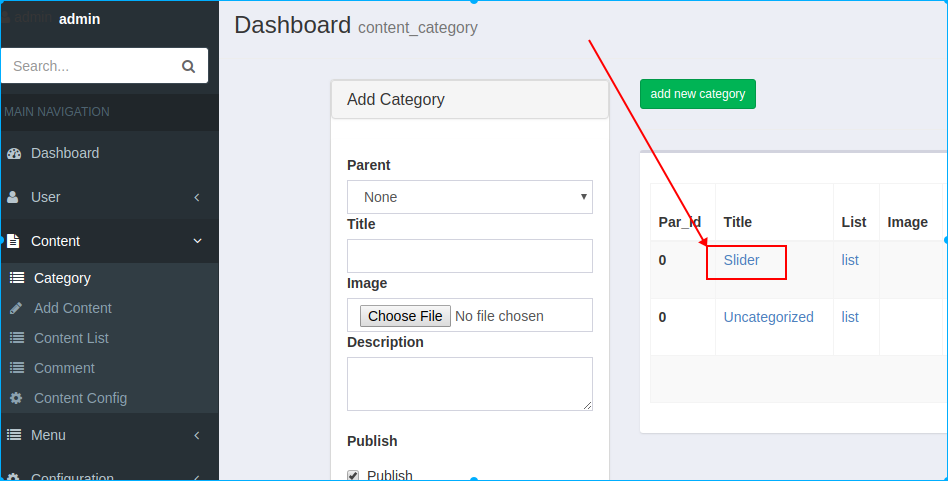 admin admin
Search...
MAIN NAVIGATION
Dashboard
User
Content
Category
Add Content
Content List
Comment
Content Config
Menu
Configuration
Dashboard content_category
Add Category
Parent
None
Title
Image
Choose File No file chosen
Description
Publish
Publish
add new category
Par_id Title List Image
0 Slider list
0 Uncategorized list